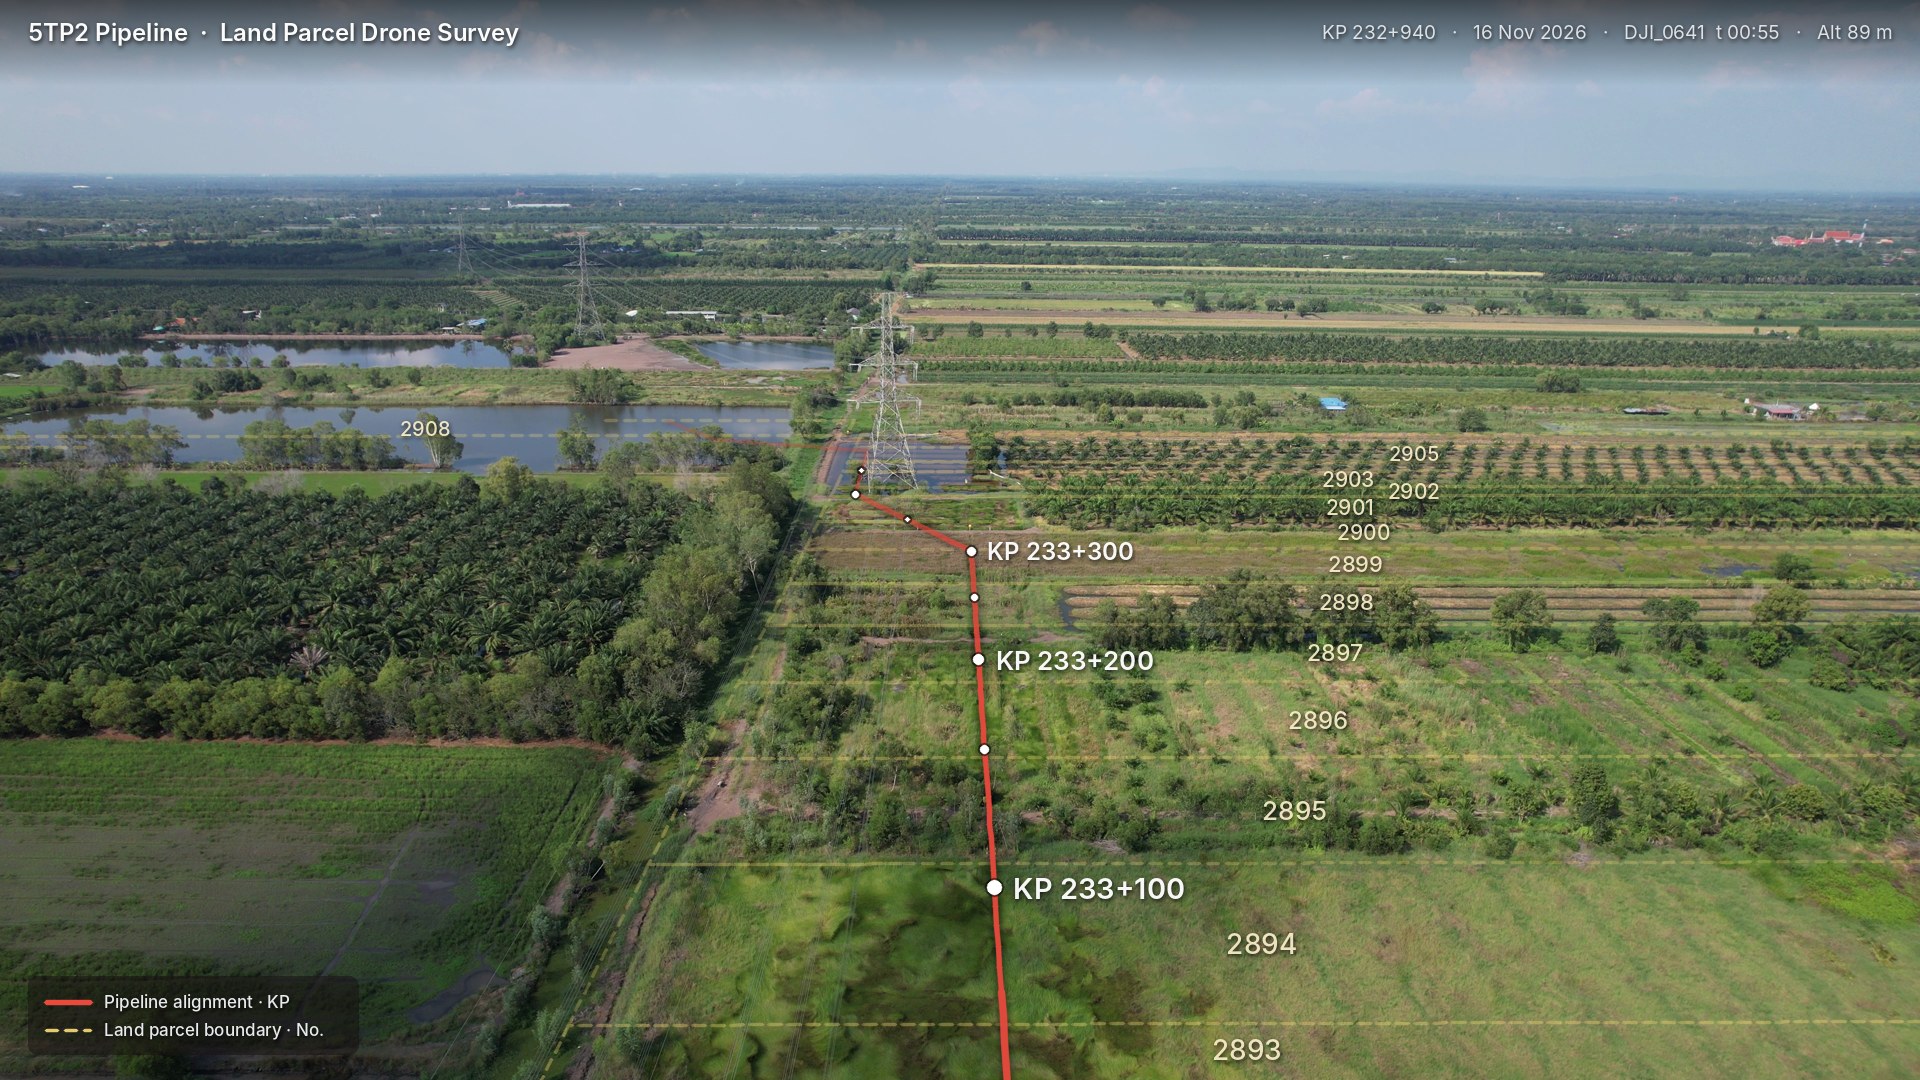 5TP2 Pipeline · Land Parcel Drone Survey
KP 232+940 · 16 Nov 2026 · DJI_0641 t 00:55 · Alt 89 m
2908
2905
2903
2902
2901
2900
KP 233+300
2899
2898
2897
KP 233+200
2896
2895
KP 233+100
2894
Pipeline alignment · KP
Land parcel boundary · No.
2893